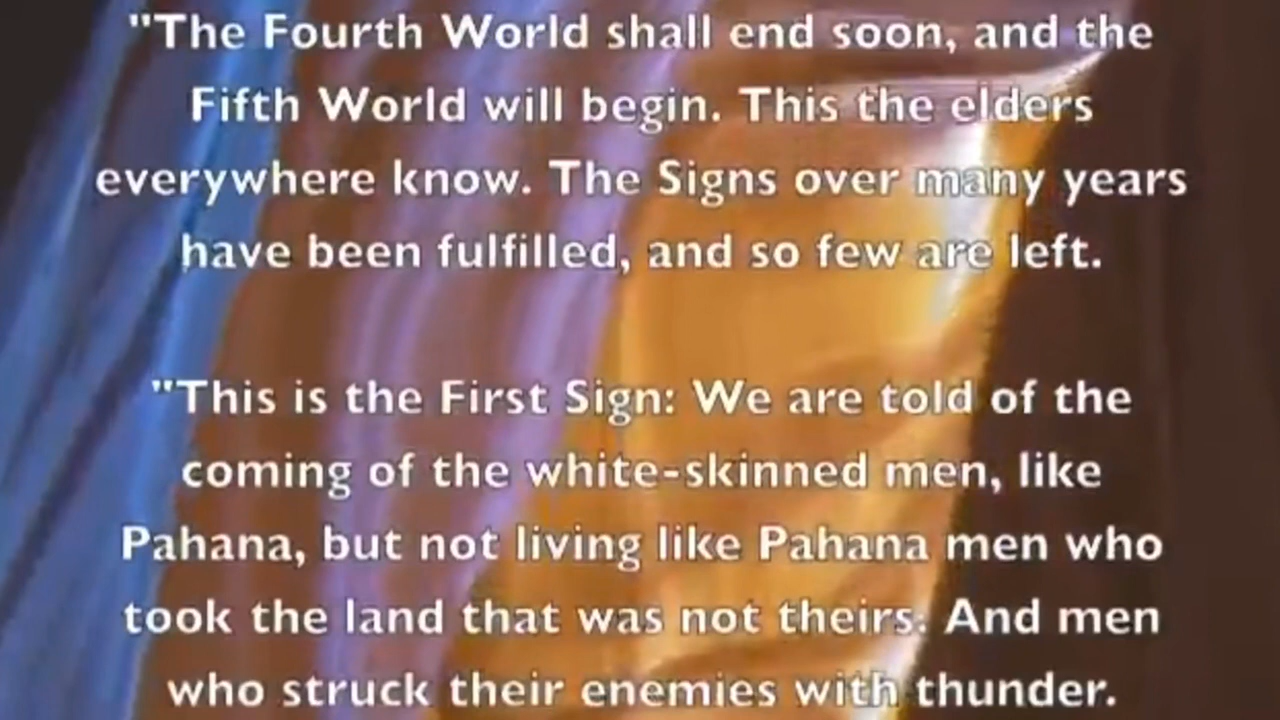 "The Fourth World shall end soon, and the
Fifth World will begin. This the elders
everywhere know. The Signs over many years
have been fulfilled, and so few are left.
"This is the First Sign: We are told of the
coming of the white-skinned men, like
Pahana, but not living like Pahana men who
took the land that was not theirs. And men
who struck their enemies with thunder.